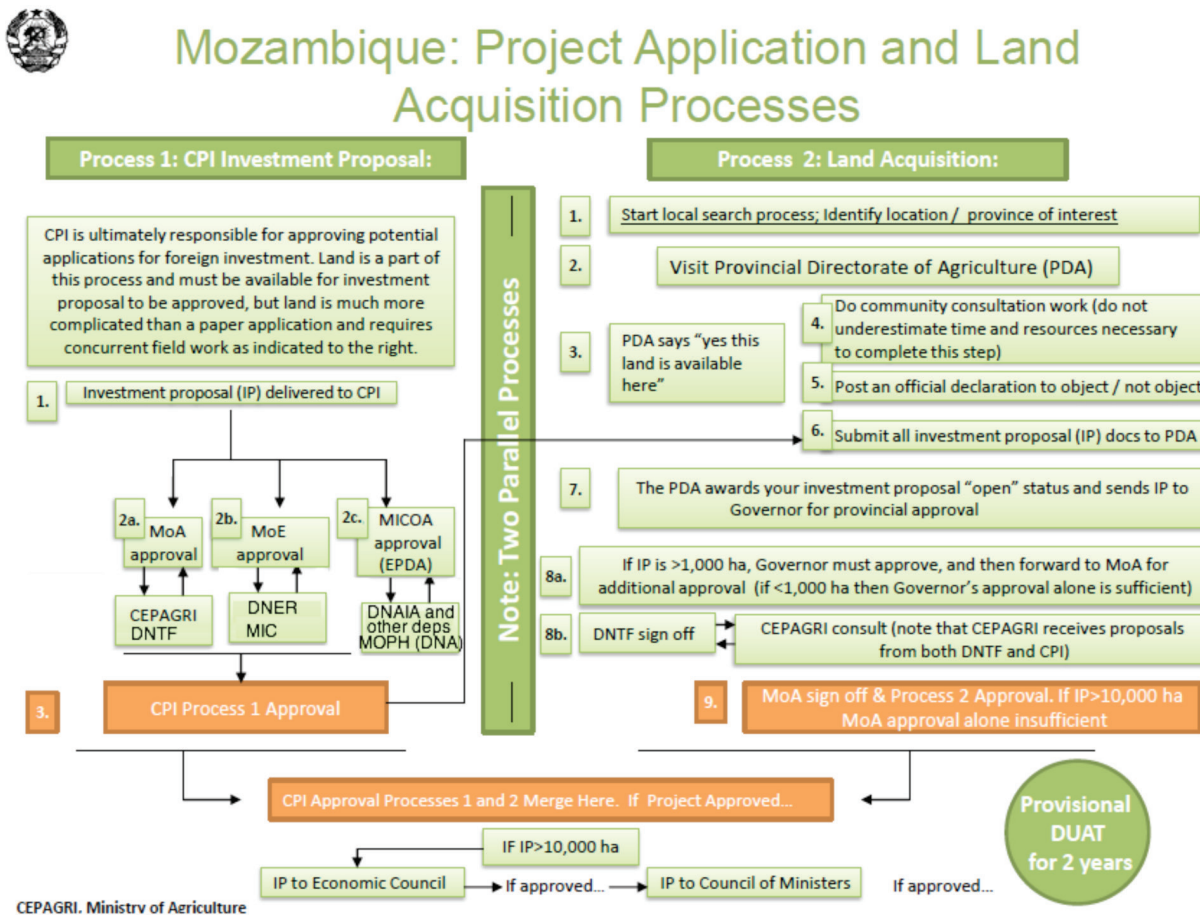 Mozambique: Project Application and Land
Acquisition Processes
Process 1: CPI Investment Proposal:
CPI is ultimately responsible for approving potential
applications for foreign investment. Land is a part
of this process and must be available for investment
proposal to be approved, but land is much more
complicated than a paper application and requires
concurrent field work as indicated to the right.
1.
Investment proposal (IP) delivered to CPI
2a.
MoA
approval
2b.
MoE
approval
2c.
MICOA
approval
(EPDA)
CEPAGRI
DNTF
DNER
MIC
DNAIA and
other deps
MOPH (DNA)
3.
CPI Process 1 Approval
Note: Two Parallel Processes
Process 2: Land Acquisition:
1.
Start local search process; Identify location / province of interest
2.
Visit Provincial Directorate of Agriculture (PDA)
3.
PDA says "yes this
land is available
here"
4.
Do community consultation work (do not
underestimate time and resources necessary
to complete this step)
5.
Post an official declaration to object / not object
6.
Submit all investment proposal (IP) docs to PDA
7.
The PDA awards your investment proposal "open" status and sends IP to
Governor for provincial approval
8a.
If IP is >1,000 ha, Governor must approve, and then forward to MoA for
additional approval (if <1,000 ha then Governor's approval alone is sufficient)
8b.
DNTF sign off
CEPAGRI consult (note that CEPAGRI receives proposals
from both DNTF and CPI)
9.
MoA sign off & Process 2 Approval. If IP>10,000 ha
MoA approval alone insufficient
CPI Approval Processes 1 and 2 Merge Here. If Project Approved...
IF IP>10,000 ha
IP to Economic Council
If approved...
IP to Council of Ministers
If approved...
Provisional
DUAT
for 2 years
CEPAGRI, Ministry of Agriculture